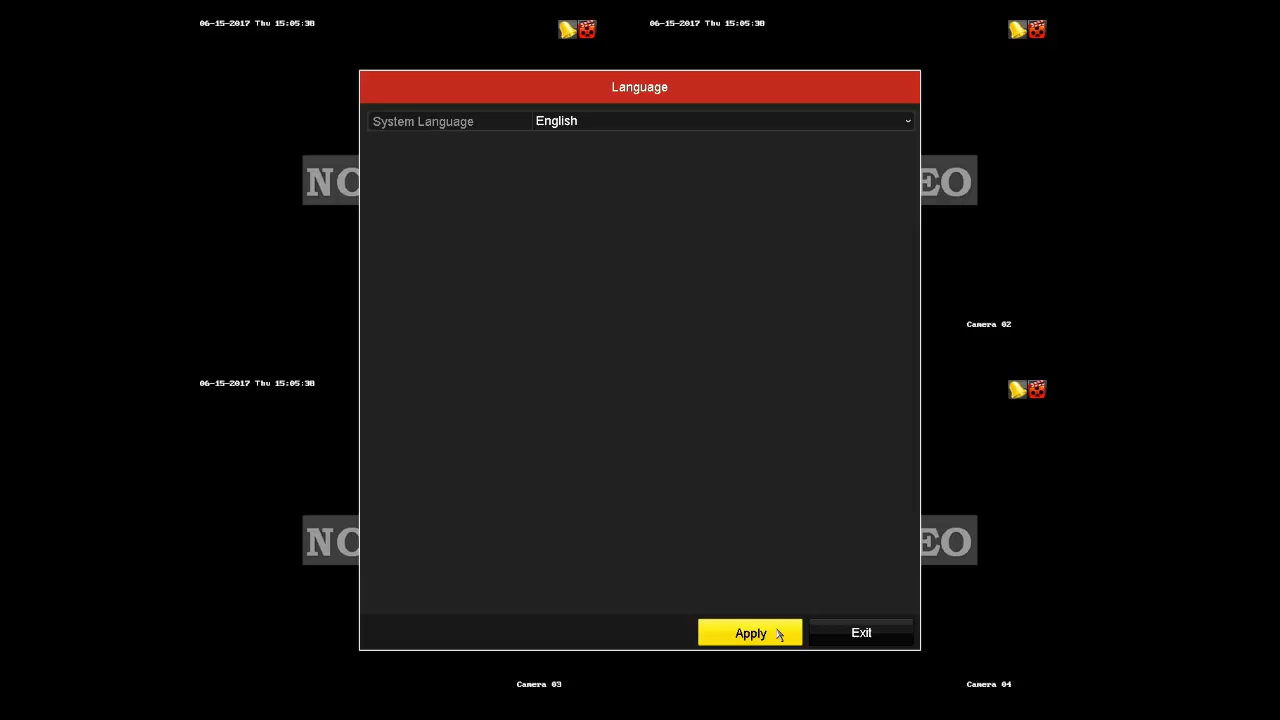 06-15-2017 Thu 15:05:38
06-15-2017 Thu 15:05:38
Language
System Language English
NO
EO
Camera 02
06-15-2017 Thu 15:05:38
NO
EO
Apply Exit
Camera 03
Camera 04